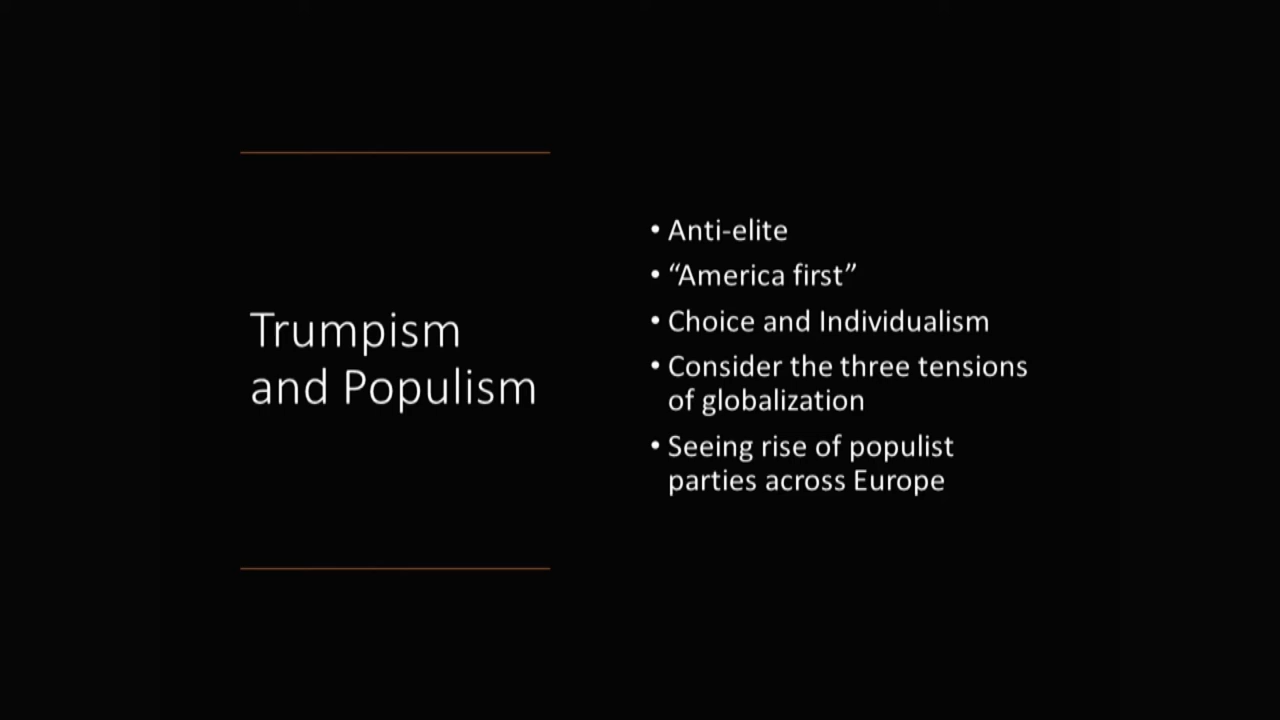 Trumpism
and Populism
• Anti-elite
• “America first”
• Choice and Individualism
• Consider the three tensions
of globalization
• Seeing rise of populist
parties across Europe